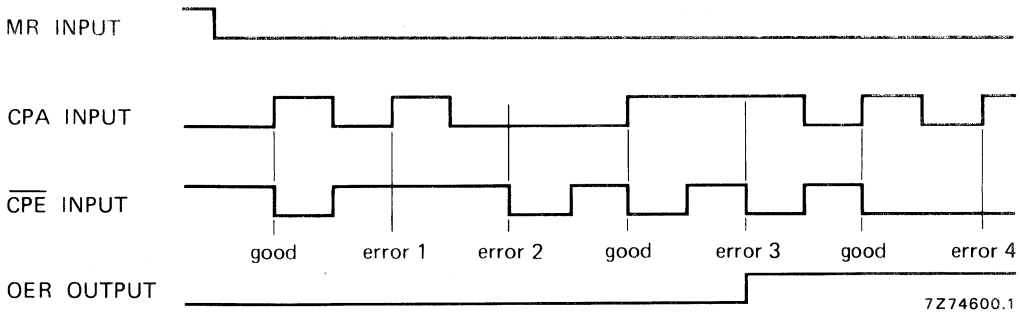 MR INPUT
CPA INPUT
C̅P̅E̅ INPUT
good error 1 error 2 good error 3 good error 4
OER OUTPUT
7Z74600.1